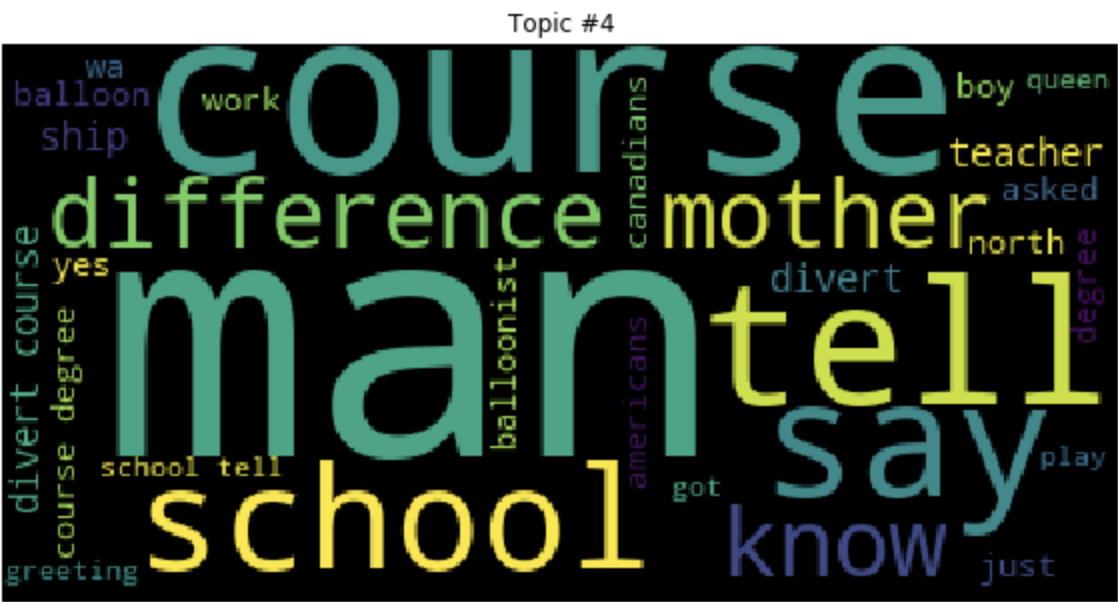 Topic #4
course
wa
balloon
work
ship
canadians
boy
queen
teacher
asked
difference
mother
north
degree
divert course
yes
man
balloonist
americans
divert
tell
course degree
say
play
school tell
school
got
know
just
greeting